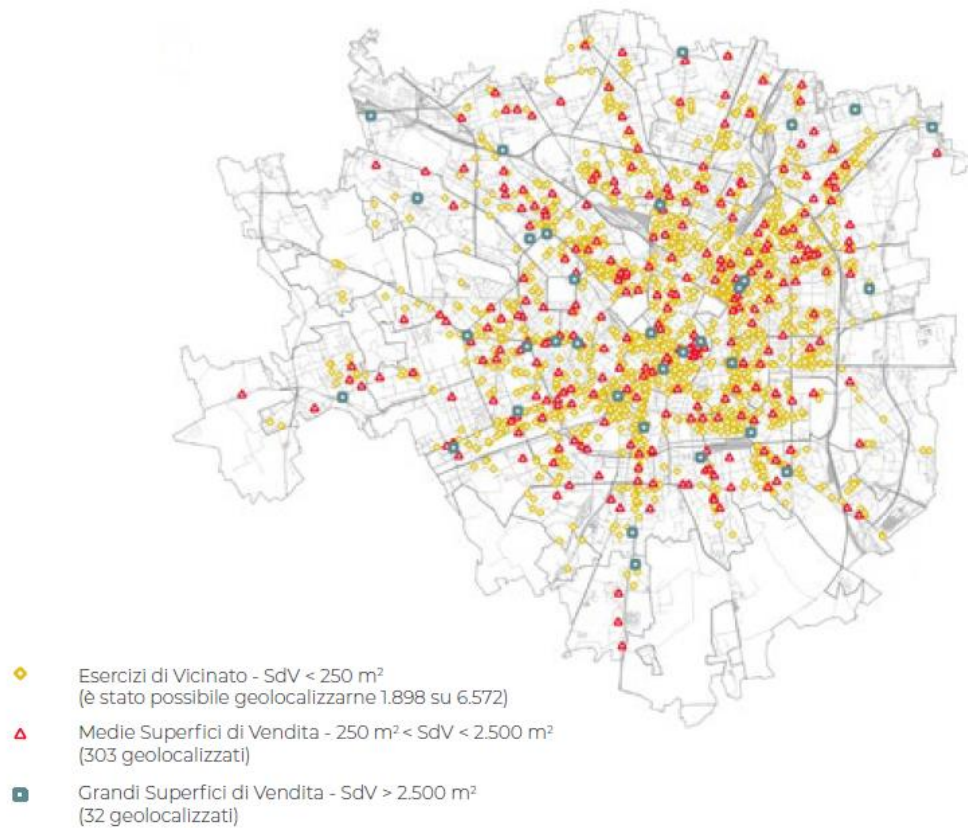 Esercizi di Vicinato - SdV < 250 m²
(è stato possibile geolocalizzarne 1.898 su 6.572)
Medie Superfici di Vendita - 250 m² < SdV < 2.500 m²
(303 geolocalizzati)
Grandi Superfici di Vendita - SdV > 2.500 m²
(32 geolocalizzati)